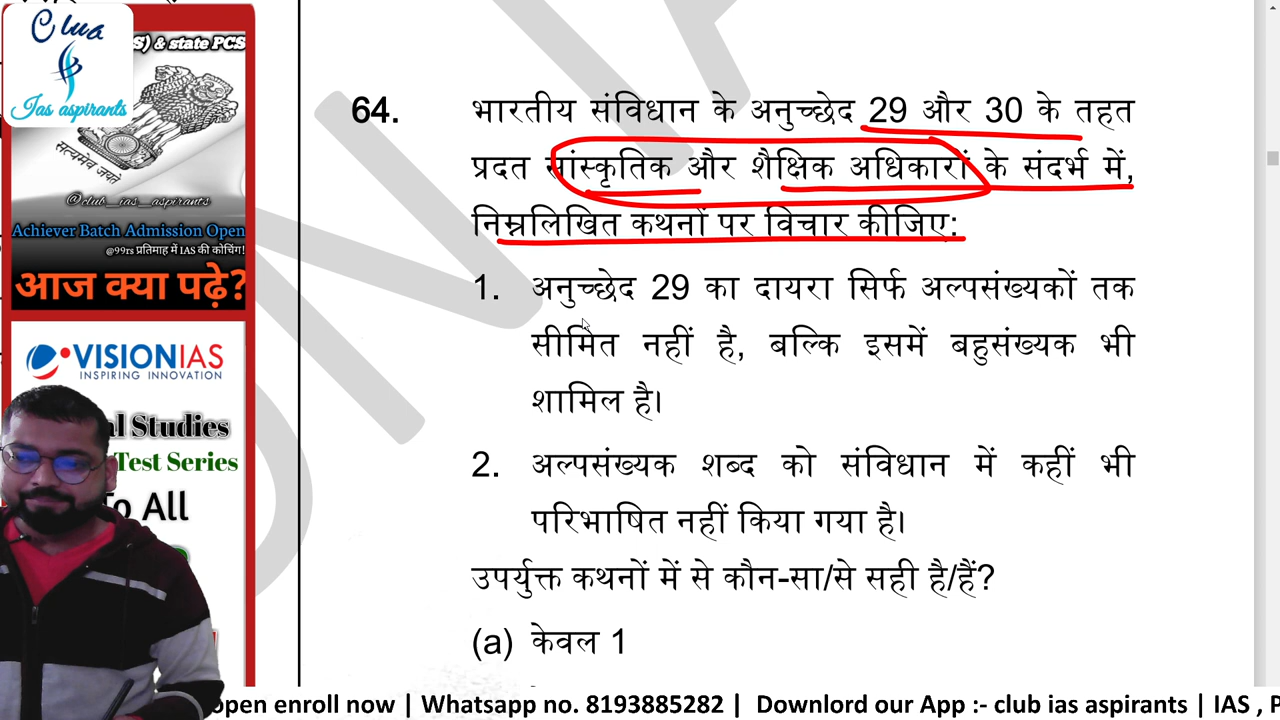 Clua
Ias aspirants
S) & state PCS
सत्यमेव जयते
@club_ias_aspirants
Achiever Batch Admission Open
@99rs प्रतिमाह में IAS की कोचिंग!
आज क्या पढ़े?
VISIONIAS
INSPIRING INNOVATION
al Studies
Test Series
To All
64. भारतीय संविधान के अनुच्छेद 29 और 30 के तहत
प्रदत सांस्कृतिक और शैक्षिक अधिकारों के संदर्भ में,
निम्नलिखित कथनों पर विचार कीजिए:
1. अनुच्छेद 29 का दायरा सिर्फ अल्पसंख्यकों तक
सीमित नहीं है, बल्कि इसमें बहुसंख्यक भी
शामिल है।
2. अल्पसंख्यक शब्द को संविधान में कहीं भी
परिभाषित नहीं किया गया है।
उपर्युक्त कथनों में से कौन-सा/से सही है/हैं?
(a) केवल 1
open enroll now | Whatsapp no. 8193885282 | Downlord our App :- club ias aspirants | IAS , P